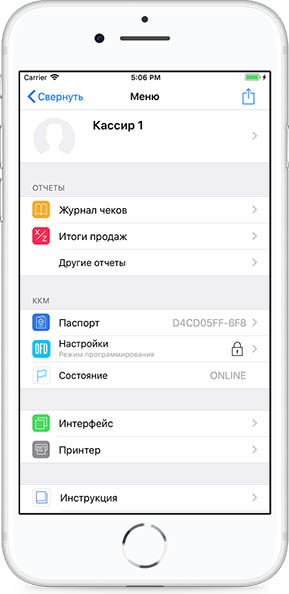 Carrier 5:06 PM
Свернуть Меню
Кассир 1
ОТЧЕТЫ
Журнал чеков
X/Z Итоги продаж
Другие отчеты
ККМ
Паспорт D4CD05FF-6F8
OFD Настройки
Режим программирования
Состояние ONLINE
Интерфейс
Принтер
Инструкция